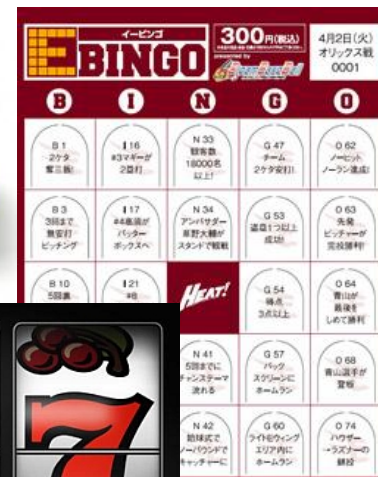 イービンゴ
EBINGO
300円(税込)
presented by
4月2日(火)
オリックス戦
0001
B I N G O
B 1
2ケタ
奪三振!
I 16
#3マギーが
2塁打
N 33
観客数
18000名
以上!
G 47
チーム
2ケタ安打!
O 62
ノーヒット
ノーラン達成!
B 3
3回まで
無安打
ピッチング
I 17
バッター
ボックスへ
N 34
アンバサダー
草野大輔が
スタンドで観戦
G 53
盗塁1つ以上
成功!
O 63
先発
ピッチャーが
完投勝利!
B 10
5回裏
I 21
HEAT!
G 54
得点
3点以上
O 64
青山が
最後を
しめて勝利
N 41
5回までに
チャンステーマ
流れる
G 57
バック
スクリーンに
ホームラン
O 68
青山選手が
登板
N 42
始球式で
ノーバウンドで
キャッチャーに
G 60
ライトEウィング
エリア内に
ホームラン
O 74
ハウザー
→ラズナーの
継投
7